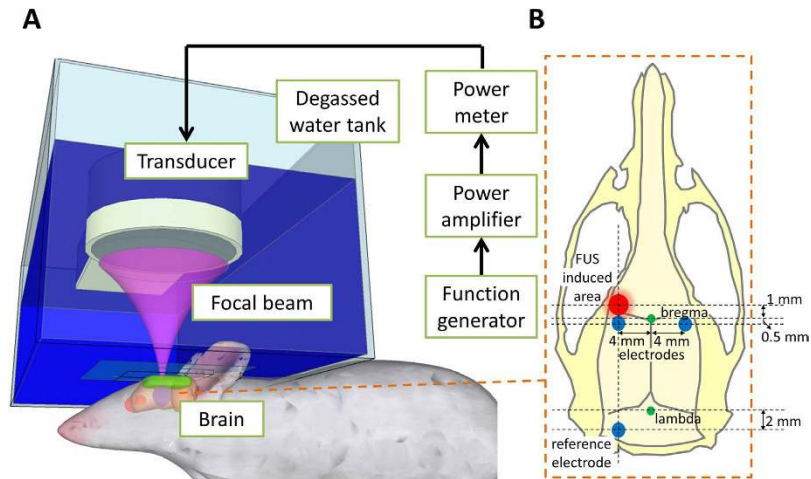 A
Degassed
water tank
Transducer
Focal beam
Brain
Power
meter
Power
amplifier
Function
generator
B
FUS
induced
area
1 mm
bregma
0.5 mm
4 mm
4 mm
electrodes
lambda
2 mm
reference
electrode